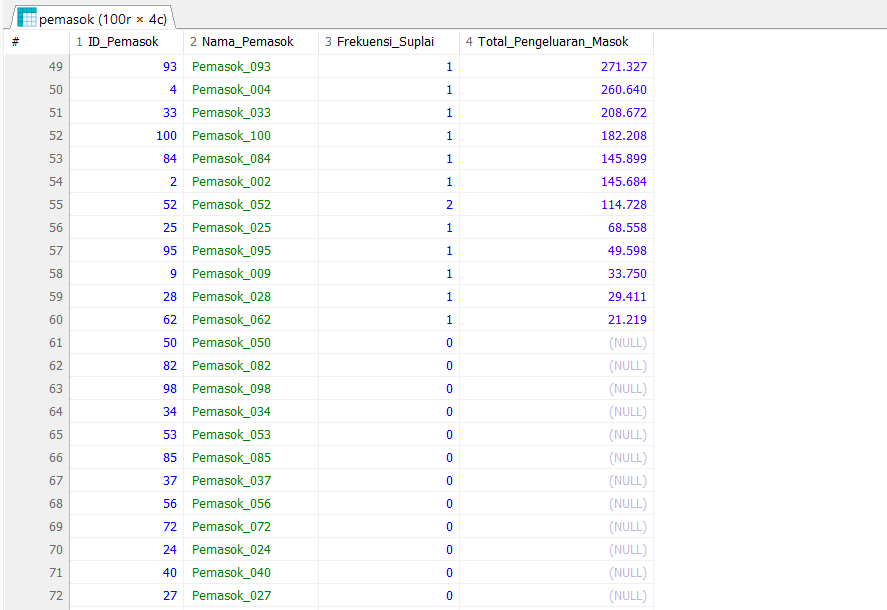 pemasok (100r × 4c)
# 1 ID_Pemasok 2 Nama_Pemasok 3 Frekuensi_Suplai 4 Total_Pengeluaran_Masok
49 93 Pemasok_093 1 271.327
50 4 Pemasok_004 1 260.640
51 33 Pemasok_033 1 208.672
52 100 Pemasok_100 1 182.208
53 84 Pemasok_084 1 145.899
54 2 Pemasok_002 1 145.684
55 52 Pemasok_052 2 114.728
56 25 Pemasok_025 1 68.558
57 95 Pemasok_095 1 49.598
58 9 Pemasok_009 1 33.750
59 28 Pemasok_028 1 29.411
60 62 Pemasok_062 1 21.219
61 50 Pemasok_050 0 (NULL)
62 82 Pemasok_082 0 (NULL)
63 98 Pemasok_098 0 (NULL)
64 34 Pemasok_034 0 (NULL)
65 53 Pemasok_053 0 (NULL)
66 85 Pemasok_085 0 (NULL)
67 37 Pemasok_037 0 (NULL)
68 56 Pemasok_056 0 (NULL)
69 72 Pemasok_072 0 (NULL)
70 24 Pemasok_024 0 (NULL)
71 40 Pemasok_040 0 (NULL)
72 27 Pemasok_027 0 (NULL)